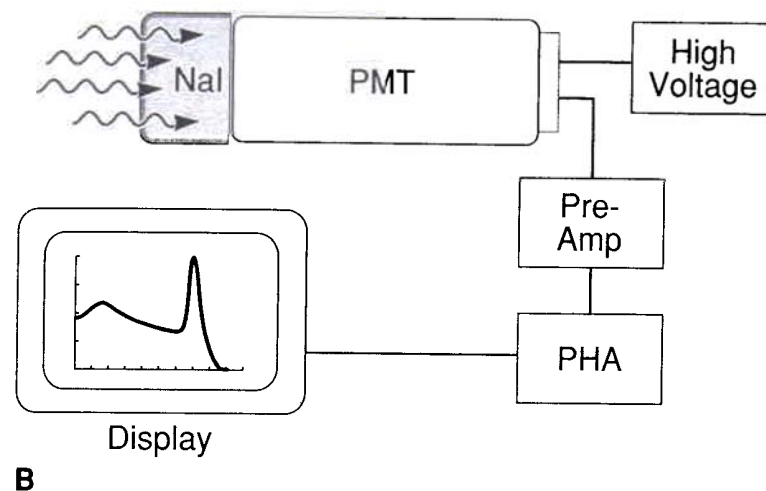 NaI
PMT
High
Voltage
Pre-
Amp
PHA
Display
B